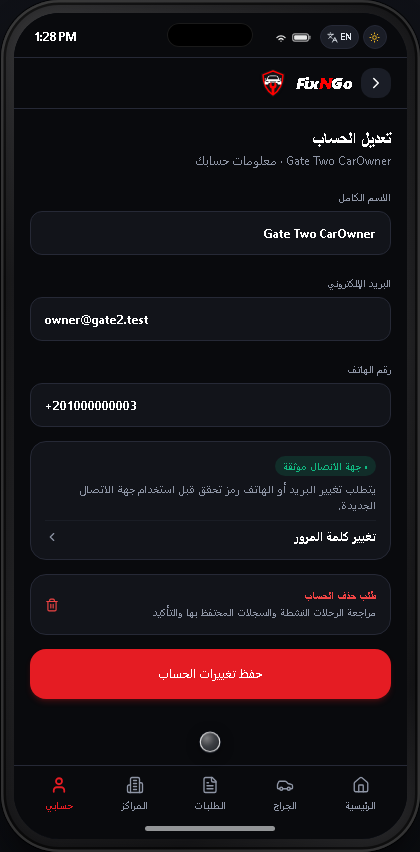 1:28 PM
EN
FixNGo
تعديل الحساب
Gate Two CarOwner · معلومات حسابك
الاسم الكامل
Gate Two CarOwner
البريد الإلكتروني
owner@gate2.test
رقم الهاتف
+201000000003
• جهة الاتصال موثقة
يتطلب تغيير البريد أو الهاتف رمز تحقق قبل استخدام جهة الاتصال
الجديدة.
تغيير كلمة المرور
طلب حذف الحساب
مراجعة الرحلات النشطة والسجلات المحتفظ بها والتأكيد
حفظ تغييرات الحساب
الرئيسية
الجراج
الطلبات
المراكز
حسابي